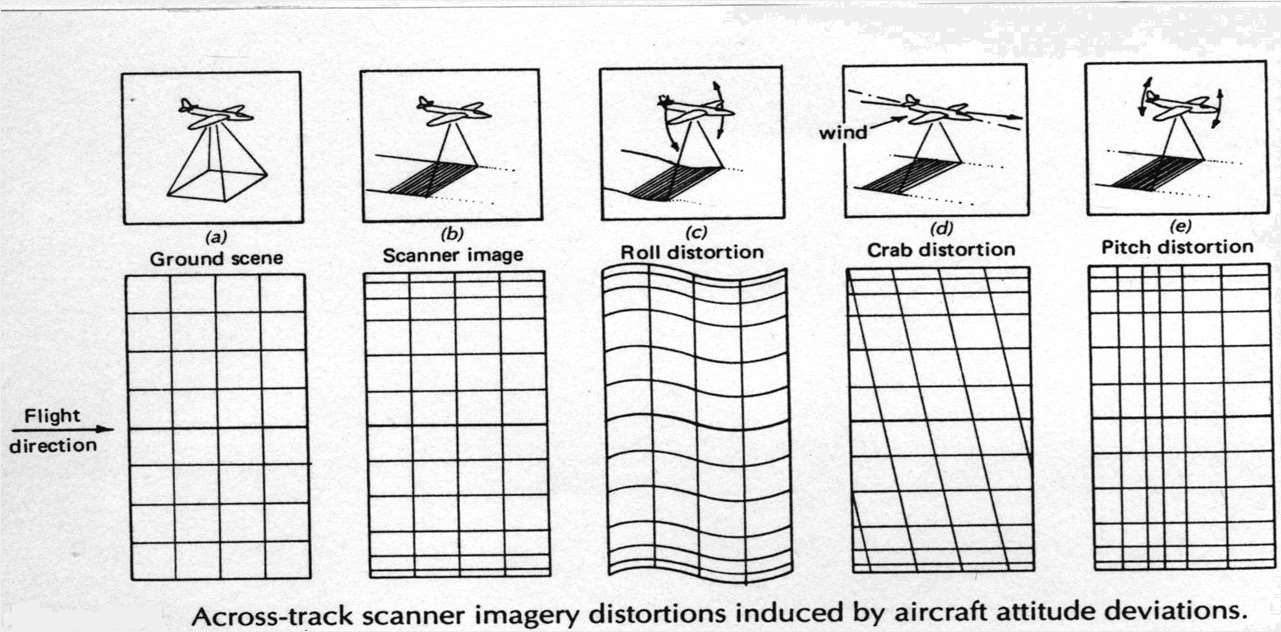 wind
(a)
Ground scene
(b)
Scanner image
(c)
Roll distortion
(d)
Crab distortion
(e)
Pitch distortion
Flight
direction
Across-track scanner imagery distortions induced by aircraft attitude deviations.